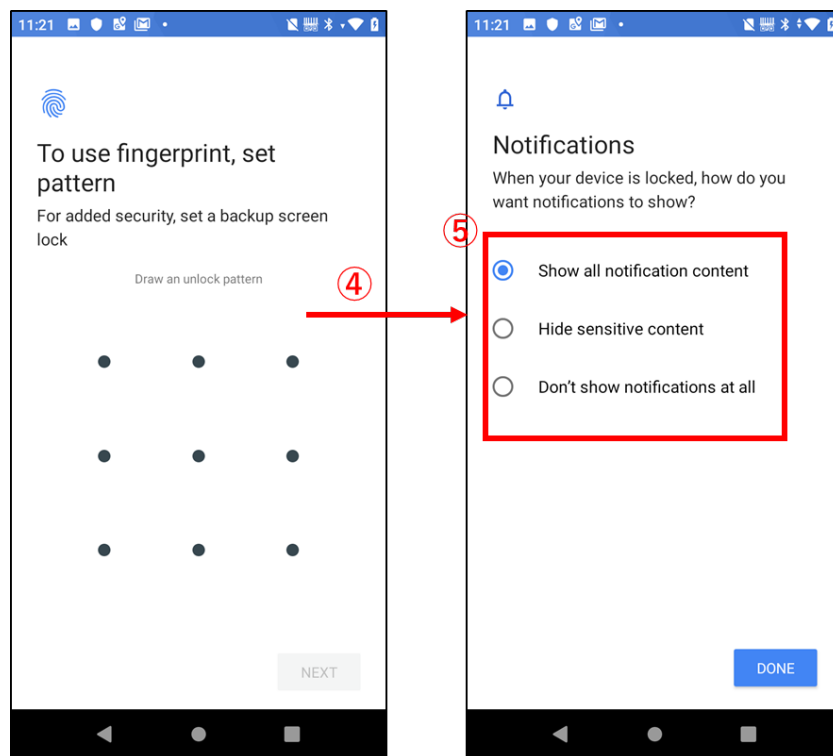 11:21
To use fingerprint, set
pattern
For added security, set a backup screen
lock
Draw an unlock pattern
NEXT
④
11:21
Notifications
When your device is locked, how do you
want notifications to show?
⑤
Show all notification content
Hide sensitive content
Don't show notifications at all
DONE